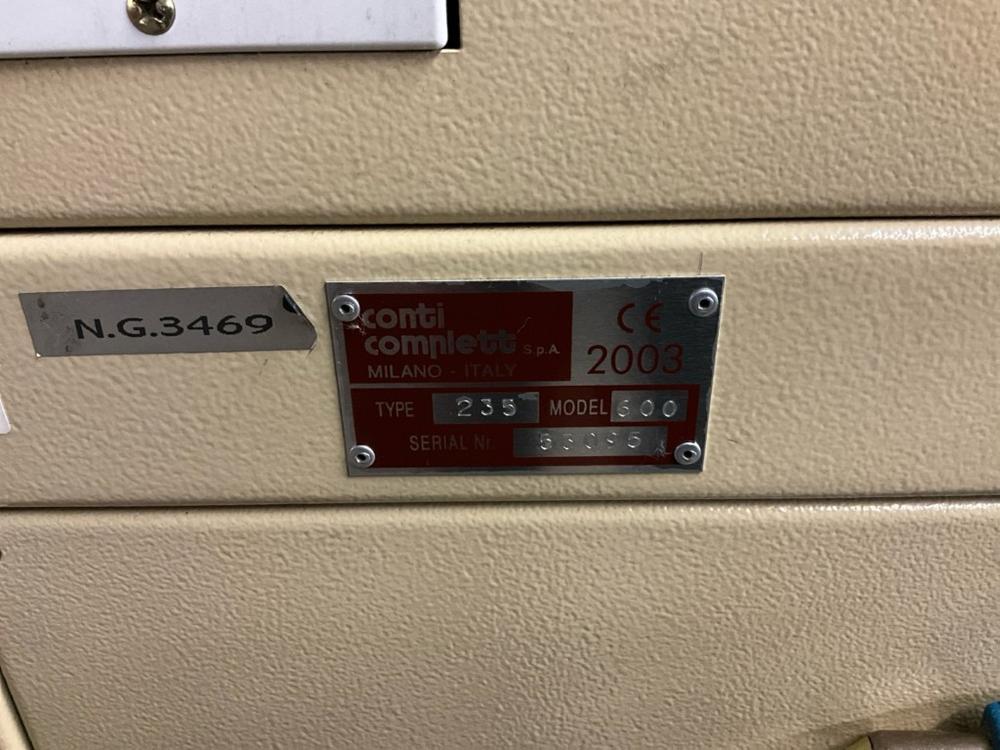 N.G.3469
conti
complett S.p.A.
MILANO - ITALY
CE
2003
TYPE 235 MODEL 600
SERIAL Nr.